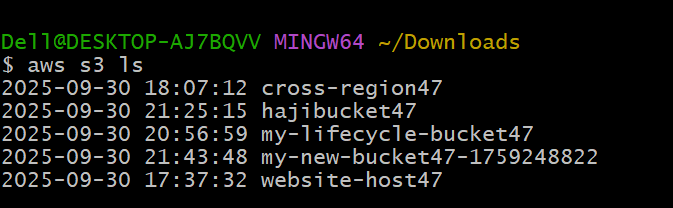 Dell@DESKTOP-AJ7BQVV MINGW64 ~/Downloads
$ aws s3 ls
2025-09-30 18:07:12 cross-region47
2025-09-30 21:25:15 hajibucket47
2025-09-30 20:56:59 my-lifecycle-bucket47
2025-09-30 21:43:48 my-new-bucket47-1759248822
2025-09-30 17:37:32 website-host47